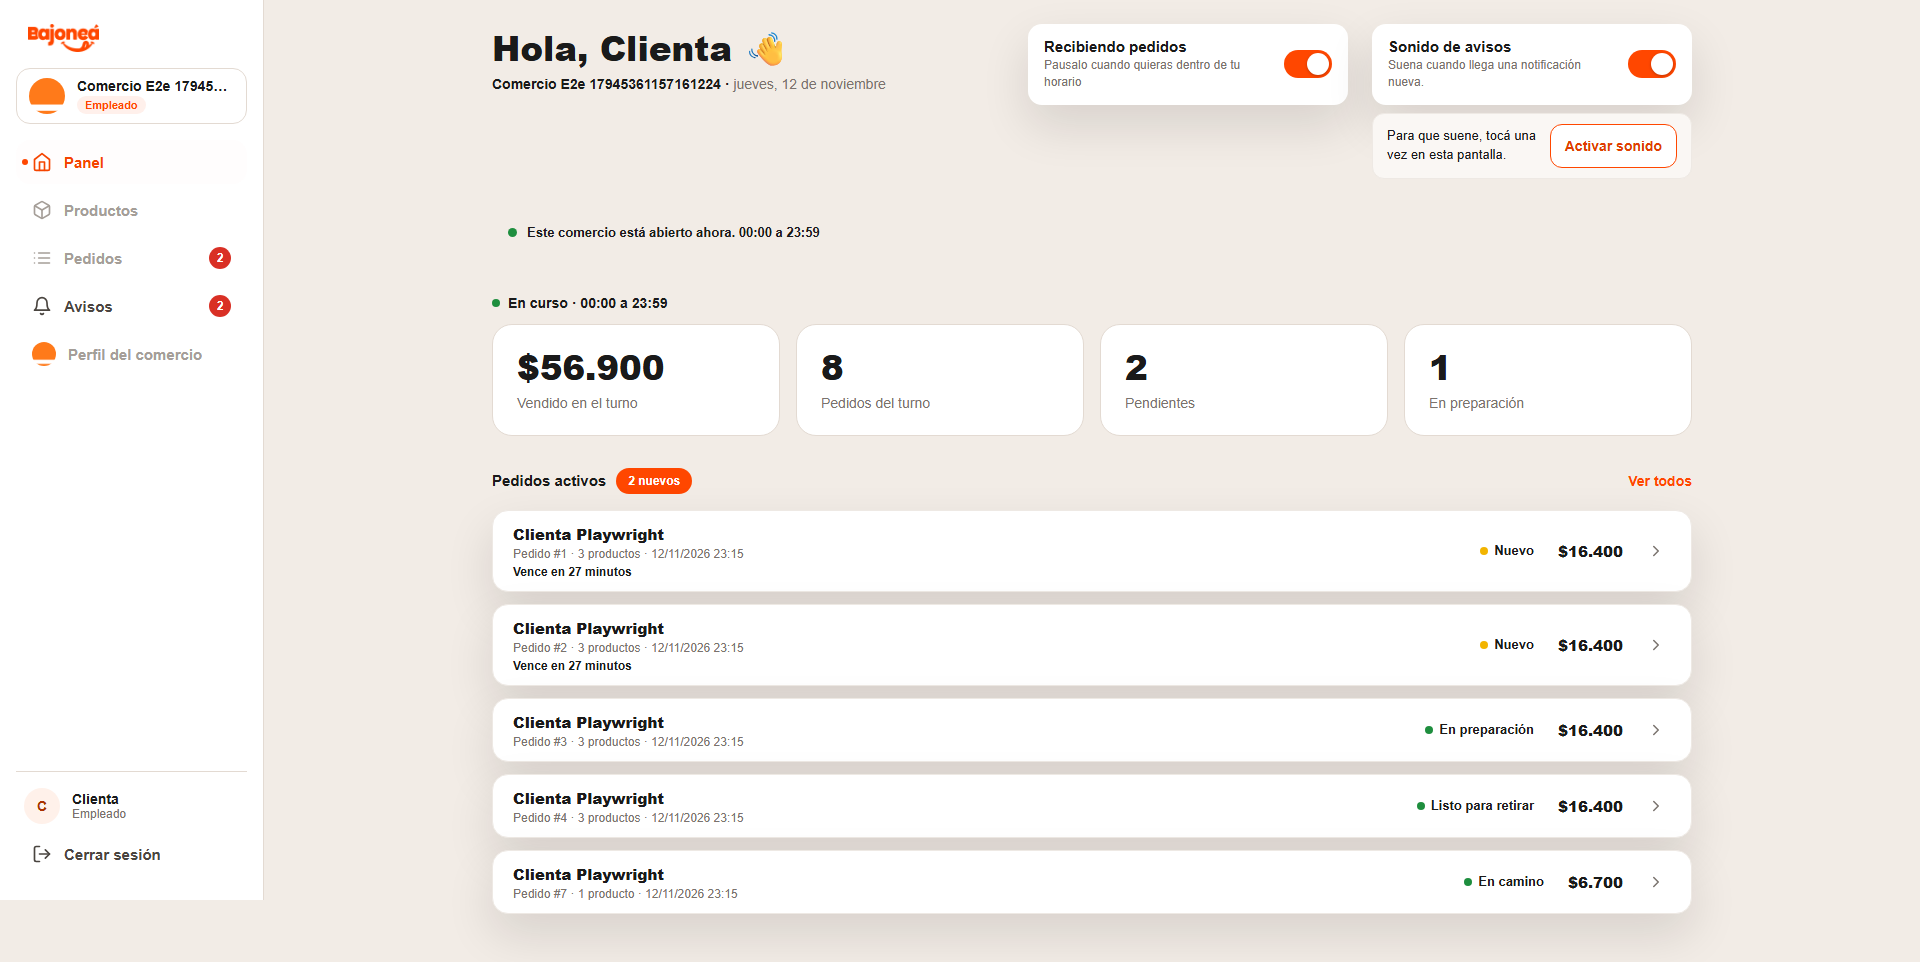 Bajoneá
Comercio E2e 17945...
Empleado
Panel
Productos
Pedidos
2
Avisos
2
Perfil del comercio
C
Clienta
Empleado
Cerrar sesión
Hola, Clienta 👋
Comercio E2e 17945361157161224 · jueves, 12 de noviembre
Recibiendo pedidos
Pausalo cuando quieras dentro de tu
horario
Sonido de avisos
Suena cuando llega una notificación
nueva.
Para que suene, tocá una
vez en esta pantalla.
Activar sonido
Este comercio está abierto ahora. 00:00 a 23:59
En curso · 00:00 a 23:59
$56.900
Vendido en el turno
8
Pedidos del turno
2
Pendientes
1
En preparación
Pedidos activos
2 nuevos
Ver todos
Clienta Playwright
Pedido #1 · 3 productos · 12/11/2026 23:15
Vence en 27 minutos
Nuevo
$16.400
Clienta Playwright
Pedido #2 · 3 productos · 12/11/2026 23:15
Vence en 27 minutos
Nuevo
$16.400
Clienta Playwright
Pedido #3 · 3 productos · 12/11/2026 23:15
En preparación
$16.400
Clienta Playwright
Pedido #4 · 3 productos · 12/11/2026 23:15
Listo para retirar
$16.400
Clienta Playwright
Pedido #7 · 1 producto · 12/11/2026 23:15
En camino
$6.700